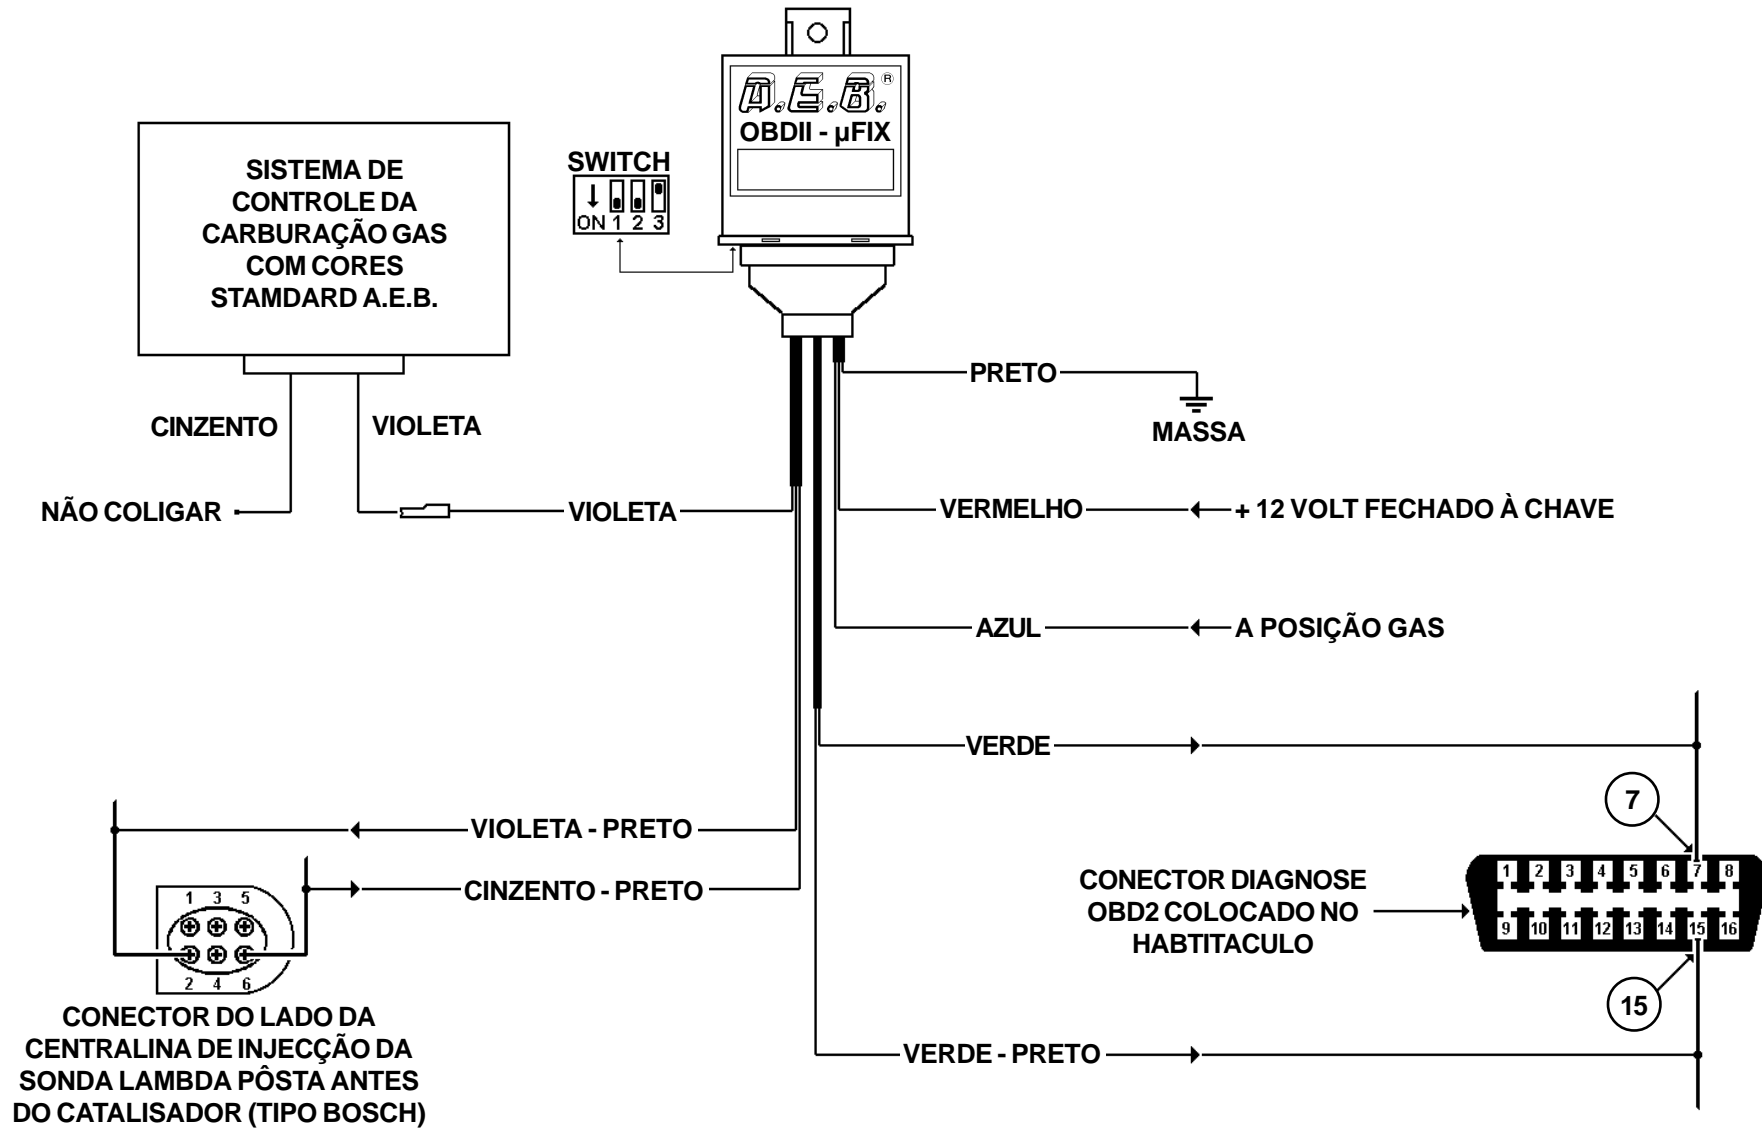 A.E.B.®
OBDII - µFIX
SWITCH
ON 1 2 3
SISTEMA DE
CONTROLE DA
CARBURAÇÃO GAS
COM CORES
STAMDARD A.E.B.
CINZENTO
VIOLETA
NÃO COLIGAR
VIOLETA
PRETO
MASSA
VERMELHO
+ 12 VOLT FECHADO À CHAVE
AZUL
A POSIÇÃO GAS
VERDE
7
VIOLETA - PRETO
CINZENTO - PRETO
1 3 5
2 4 6
CONECTOR DO LADO DA
CENTRALINA DE INJECÇÃO DA
SONDA LAMBDA PÔSTA ANTES
DO CATALISADOR (TIPO BOSCH)
CONECTOR DIAGNOSE
OBD2 COLOCADO NO
HABTITACULO
1 2 3 4 5 6 7 8
9 10 11 12 13 14 15 16
15
VERDE - PRETO